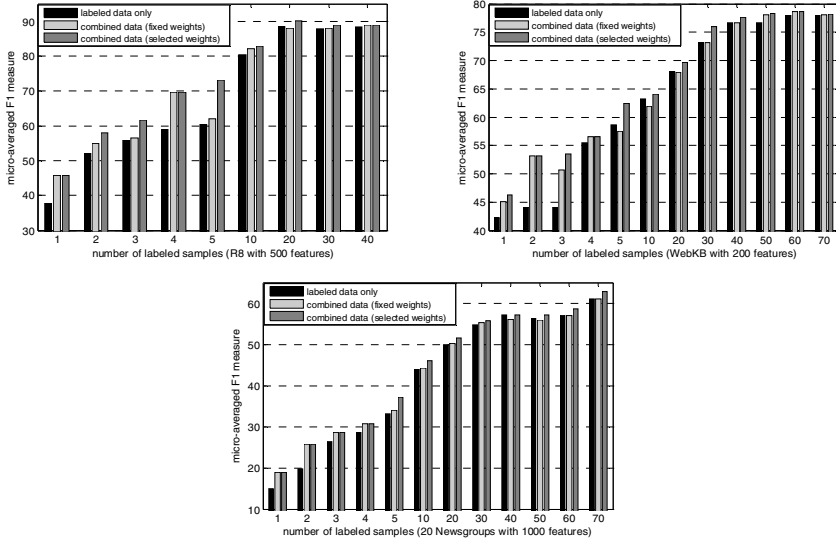 labeled data only
combined data (fixed weights)
combined data (selected weights)
micro-averaged F1 measure
90
80
70
60
50
40
30
1 2 3 4 5 10 20 30 40
number of labeled samples (R8 with 500 features)
labeled data only
combined data (fixed weights)
combined data (selected weights)
micro-averaged F1 measure
80
75
70
65
60
55
50
45
40
1 2 3 4 5 10 20 30 40 50 60 70
number of labeled samples (WebKB with 200 features)
labeled data only
combined data (fixed weights)
combined data (selected weights)
micro-averaged F1 measure
60
50
40
30
20
10
1 2 3 4 5 10 20 30 40 50 60 70
number of labeled samples (20 Newsgroups with 1000 features)